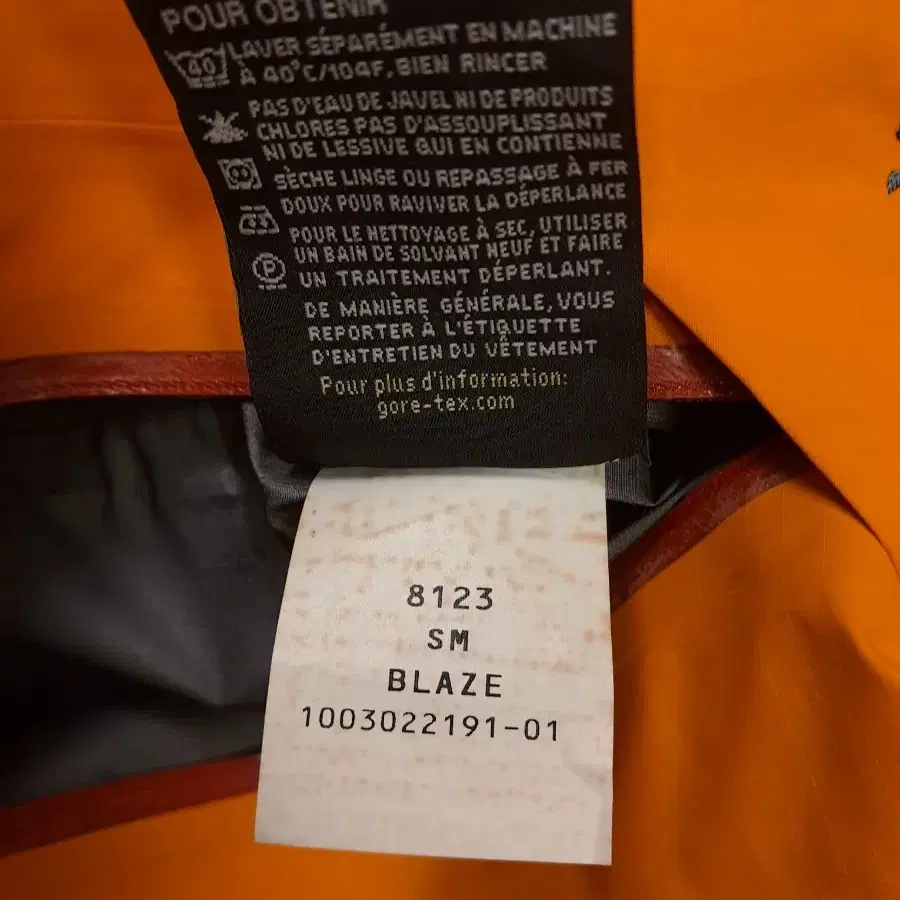 POUR OBTENIR
LAVER SÉPARÉMENT EN MACHINE
À 40°C/104F, BIEN RINCER
PAS D'EAU DE JAVEL NI DE PRODUITS
CHLORES PAS D'ASSOUPLISSANT
NI DE LESSIVE QUI EN CONTIENNE
SÈCHE LINGE OU REPASSAGE À FER
DOUX POUR RAVIVER LA DÉPERLANCE
POUR LE NETTOYAGE À SEC, UTILISER
UN BAIN DE SOLVANT NEUF ET FAIRE
UN TRAITEMENT DÉPERLANT.
DE MANIÈRE GÉNÉRALE, VOUS
REPORTER À L'ÉTIQUETTE
D'ENTRETIEN DU VÊTEMENT
Pour plus d'information:
gore-tex.com
8123
SM
BLAZE
1003022191-01